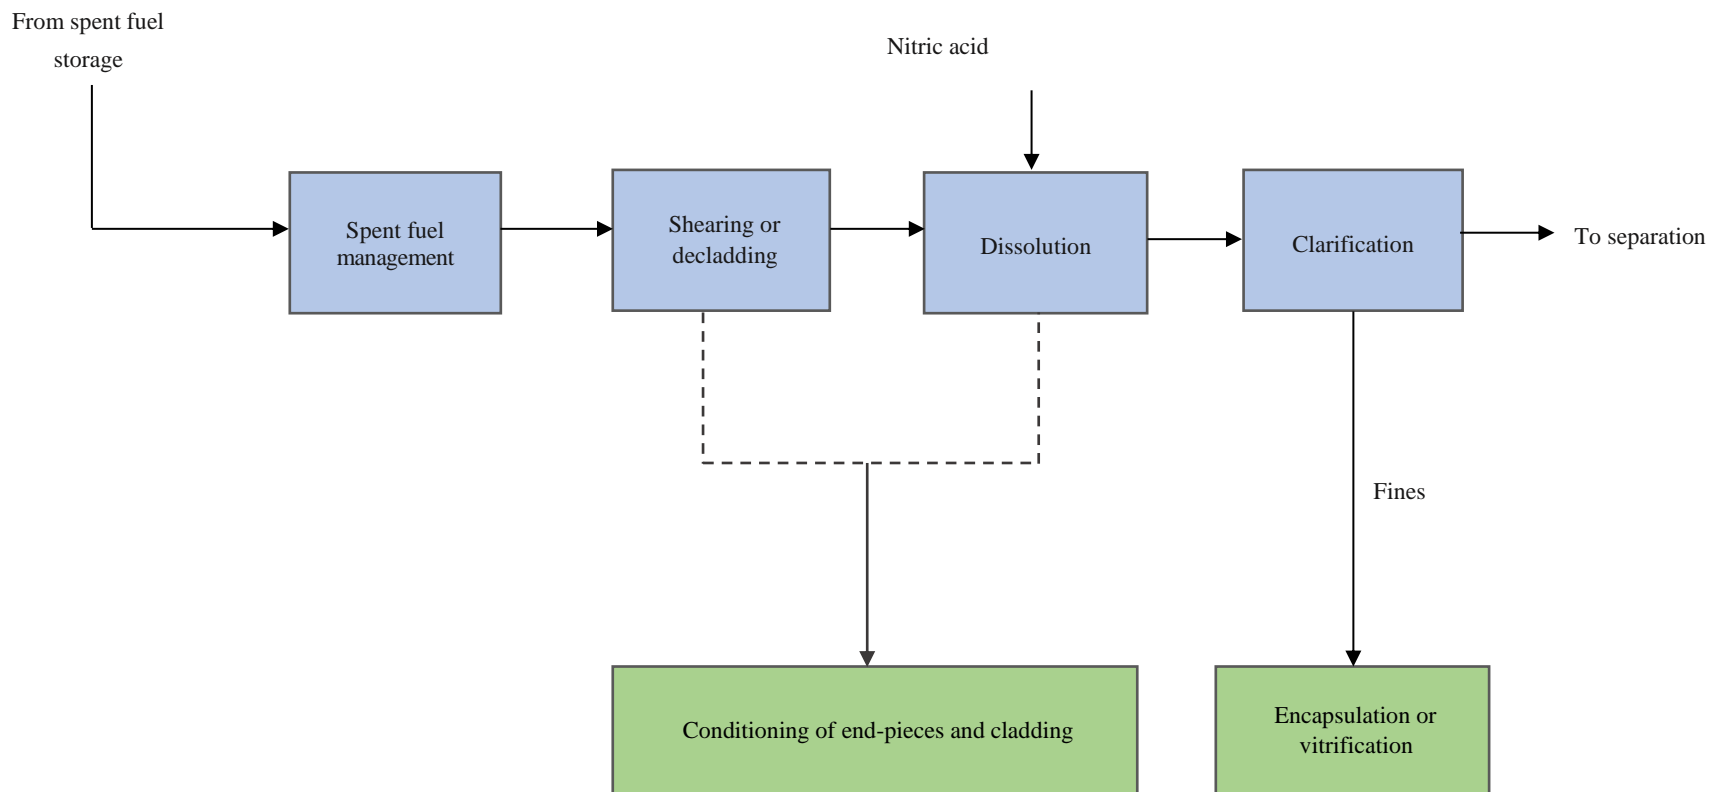 From spent fuel
storage
Nitric acid
Spent fuel
management
Shearing or
decladding
Dissolution
Clarification
To separation
Fines
Conditioning of end-pieces and cladding
Encapsulation or
vitrification